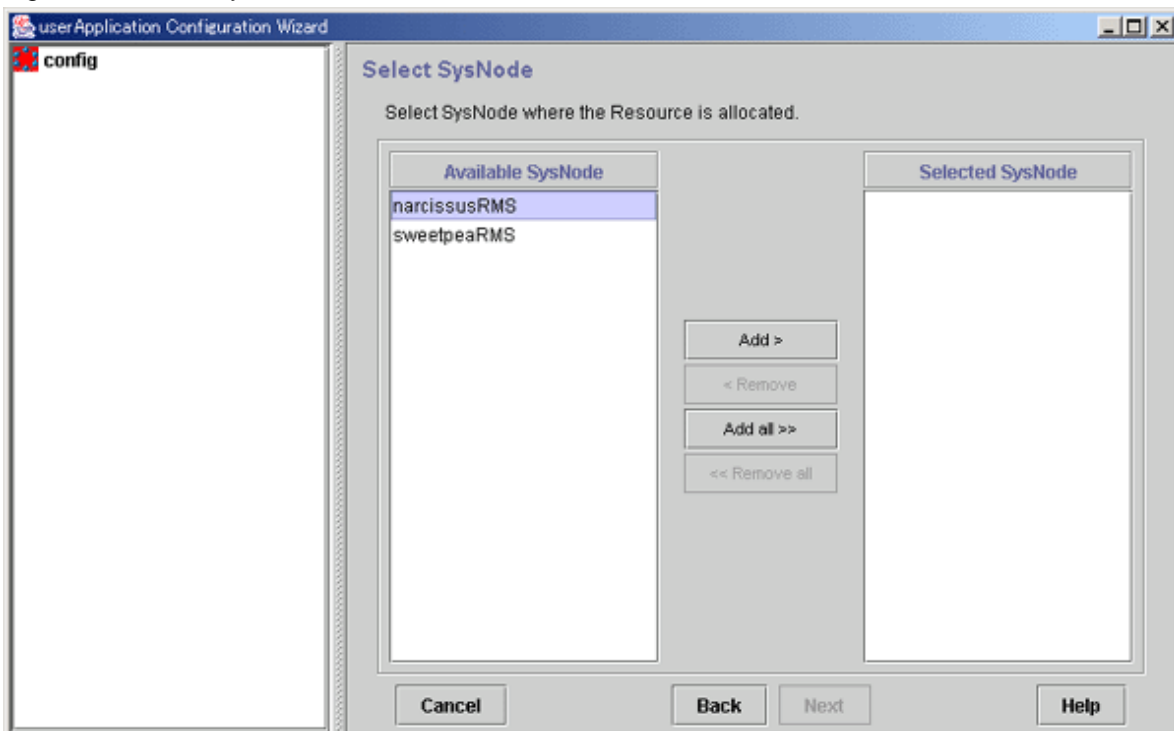 userApplication Configuration Wizard
config
Select SysNode
Select SysNode where the Resource is allocated.
Available SysNode
Selected SysNode
narcissusRMS
sweetpeaRMS
Add >
< Remove
Add all >>
<< Remove all
Cancel
Back
Next
Help